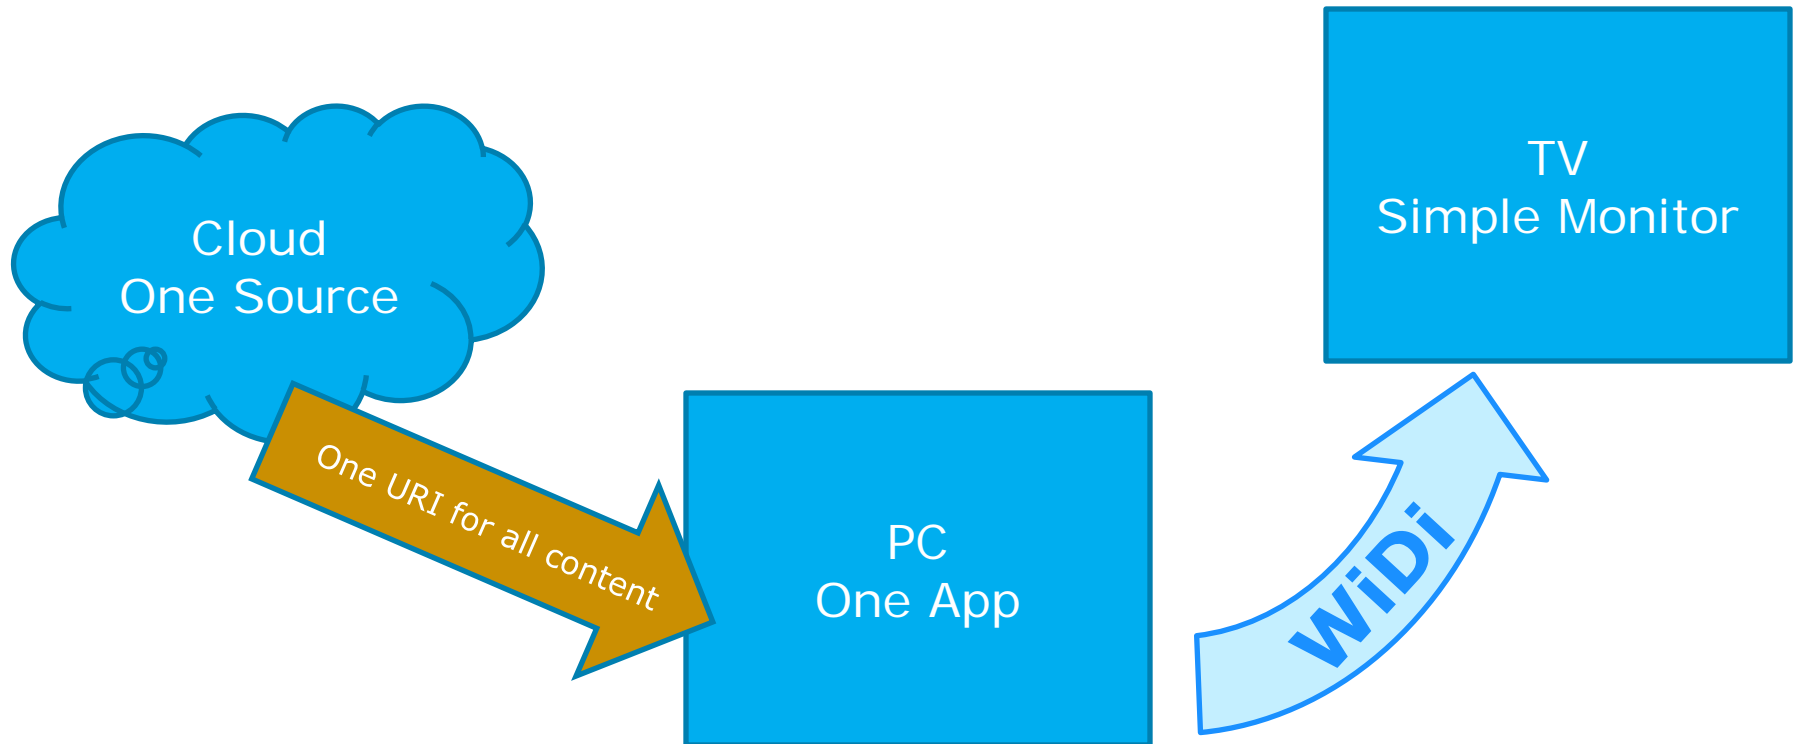 Cloud
One Source
One URI for all content
PC
One App
WiDi
TV
Simple Monitor